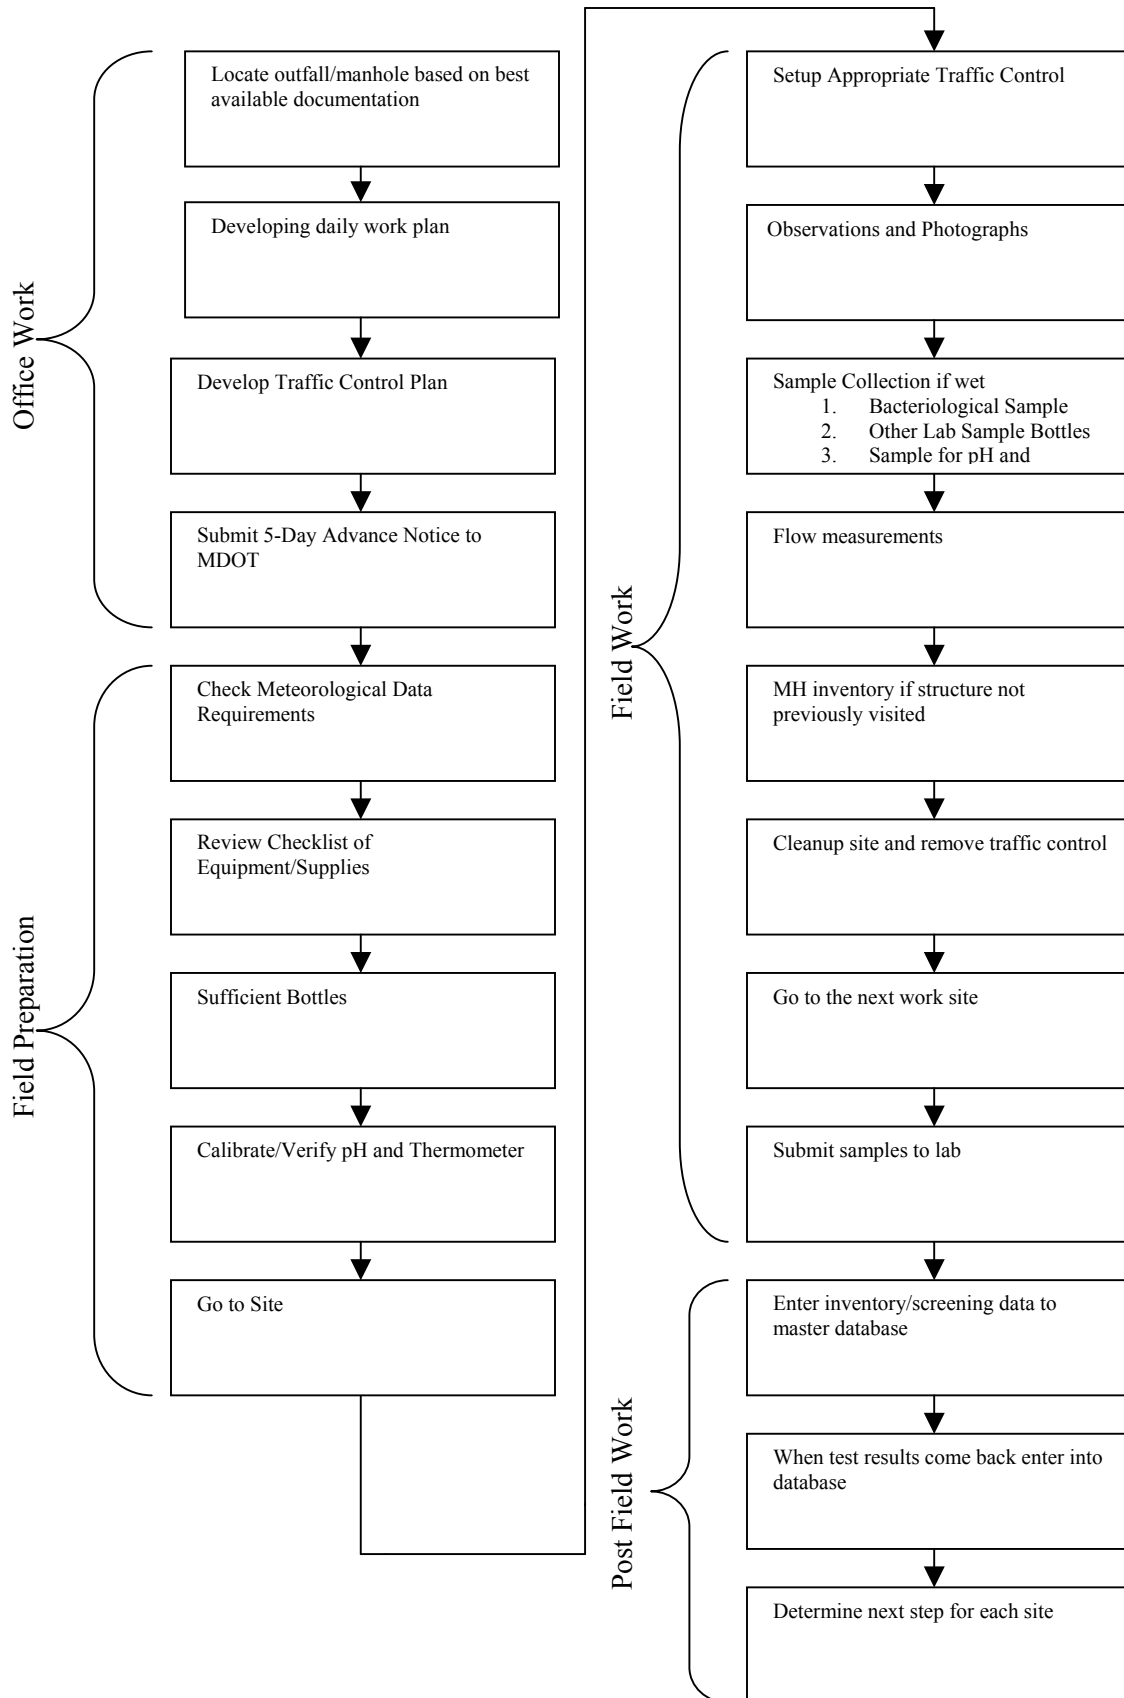 Office Work
Locate outfall/manhole based on best
available documentation
Developing daily work plan
Develop Traffic Control Plan
Submit 5-Day Advance Notice to
MDOT
Field Preparation
Check Meteorological Data
Requirements
Review Checklist of
Equipment/Supplies
Sufficient Bottles
Calibrate/Verify pH and Thermometer
Go to Site
Field Work
Setup Appropriate Traffic Control
Observations and Photographs
Sample Collection if wet
1. Bacteriological Sample
2. Other Lab Sample Bottles
3. Sample for pH and
Flow measurements
MH inventory if structure not
previously visited
Cleanup site and remove traffic control
Go to the next work site
Submit samples to lab
Post Field Work
Enter inventory/screening data to
master database
When test results come back enter into
database
Determine next step for each site